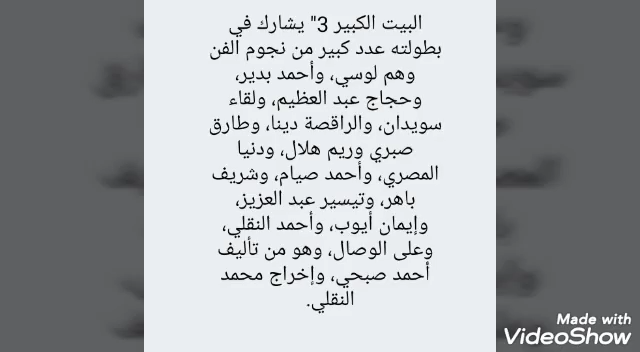 البيت الكبير 3" يشارك في
بطولته عدد كبير من نجوم الفن
وهم لوسي، وأحمد بدير،
وحجاج عبد العظيم، ولقاء
سويدان، والراقصة دينا، وطارق
صبري وريم هلال، ودنيا
المصري، وأحمد صيام، وشريف
باهر، وتيسير عبد العزيز،
وإيمان أيوب، وأحمد النقلي،
وعلى الوصال، وهو من تأليف
أحمد صبحي، وإخراج محمد
النقلي.
Made with
VideoShow